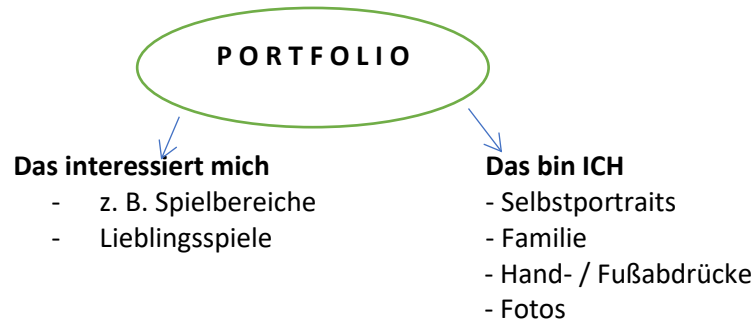 P O R T F O L I O
Das interessiert mich
- z. B. Spielbereiche
- Lieblingsspiele
Das bin ICH
- Selbstportraits
- Familie
- Hand- / Fußabdrücke
- Fotos